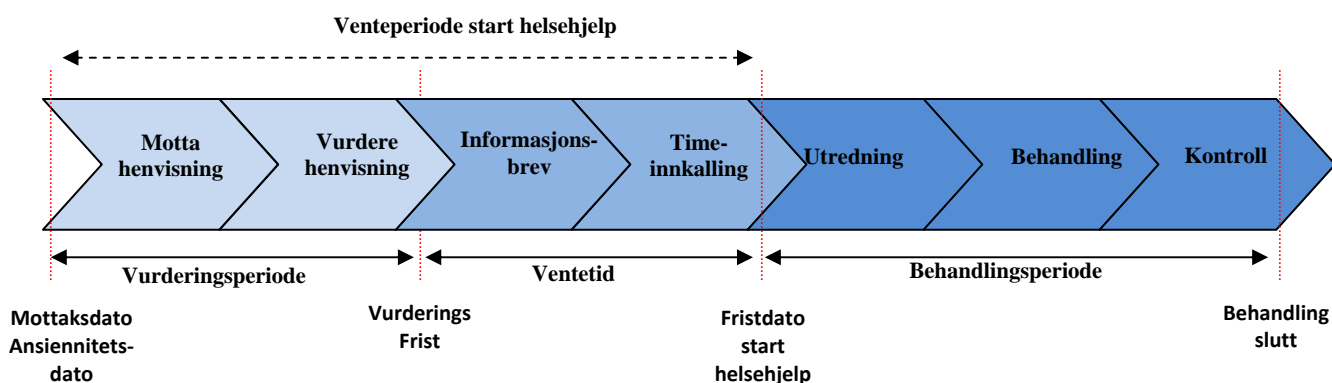 Venteperiode start helsehjelp
Motta
henvisning
Vurdere
henvisning
Informasjons-
brev
Time-
innkalling
Utredning
Behandling
Kontroll
Vurderingsperiode
Ventetid
Behandlingsperiode
Mottaksdato
Ansiennitets-
dato
Vurderings
Frist
Fristdato
start
helsehjelp
Behandling
slutt